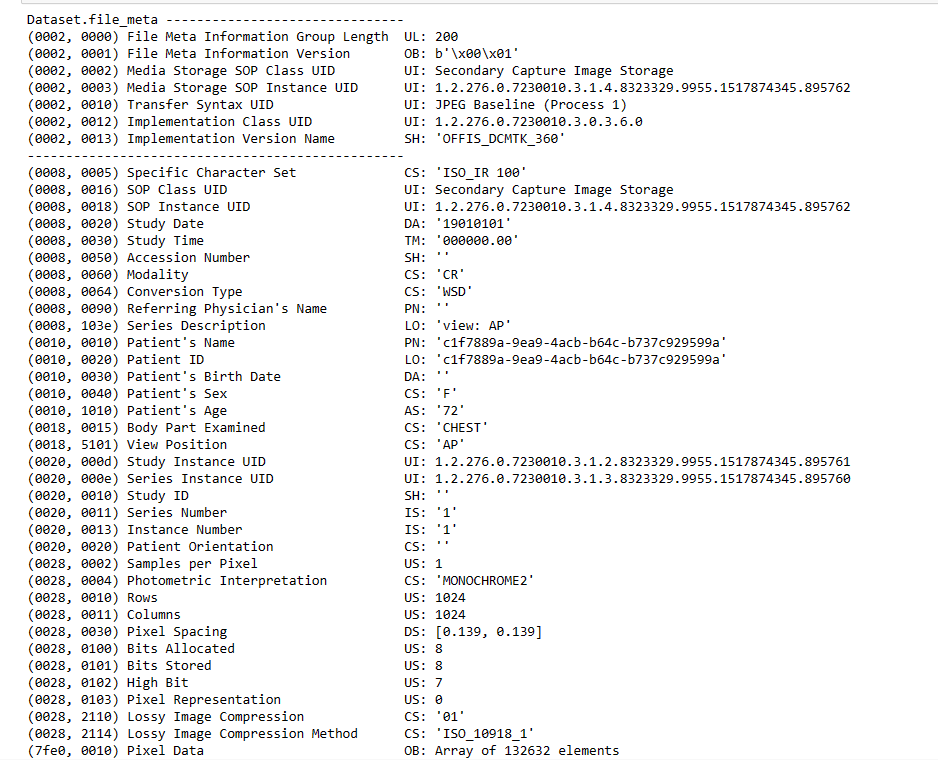 Dataset.file_meta -------------------------------
(0002, 0000) File Meta Information Group Length  UL: 200
(0002, 0001) File Meta Information Version       OB: b'\x00\x01'
(0002, 0002) Media Storage SOP Class UID         UI: Secondary Capture Image Storage
(0002, 0003) Media Storage SOP Instance UID      UI: 1.2.276.0.7230010.3.1.4.8323329.9955.1517874345.895762
(0002, 0010) Transfer Syntax UID                 UI: JPEG Baseline (Process 1)
(0002, 0012) Implementation Class UID            UI: 1.2.276.0.7230010.3.0.3.6.0
(0002, 0013) Implementation Version Name         SH: 'OFFIS_DCMTK_360'
-------------------------------------------------
(0008, 0005) Specific Character Set              CS: 'ISO_IR 100'
(0008, 0016) SOP Class UID                       UI: Secondary Capture Image Storage
(0008, 0018) SOP Instance UID                    UI: 1.2.276.0.7230010.3.1.4.8323329.9955.1517874345.895762
(0008, 0020) Study Date                          DA: '19010101'
(0008, 0030) Study Time                          TM: '000000.00'
(0008, 0050) Accession Number                    SH: ''
(0008, 0060) Modality                            CS: 'CR'
(0008, 0064) Conversion Type                     CS: 'WSD'
(0008, 0090) Referring Physician's Name          PN: ''
(0008, 103e) Series Description                  LO: 'view: AP'
(0010, 0010) Patient's Name                      PN: 'c1f7889a-9ea9-4acb-b64c-b737c929599a'
(0010, 0020) Patient ID                          LO: 'c1f7889a-9ea9-4acb-b64c-b737c929599a'
(0010, 0030) Patient's Birth Date                DA: ''
(0010, 0040) Patient's Sex                       CS: 'F'
(0010, 1010) Patient's Age                       AS: '72'
(0018, 0015) Body Part Examined                  CS: 'CHEST'
(0018, 5101) View Position                       CS: 'AP'
(0020, 000d) Study Instance UID                  UI: 1.2.276.0.7230010.3.1.2.8323329.9955.1517874345.895761
(0020, 000e) Series Instance UID                 UI: 1.2.276.0.7230010.3.1.3.8323329.9955.1517874345.895760
(0020, 0010) Study ID                            SH: ''
(0020, 0011) Series Number                       IS: '1'
(0020, 0013) Instance Number                     IS: '1'
(0020, 0020) Patient Orientation                 CS: ''
(0028, 0002) Samples per Pixel                   US: 1
(0028, 0004) Photometric Interpretation          CS: 'MONOCHROME2'
(0028, 0010) Rows                                US: 1024
(0028, 0011) Columns                             US: 1024
(0028, 0030) Pixel Spacing                       DS: [0.139, 0.139]
(0028, 0100) Bits Allocated                      US: 8
(0028, 0101) Bits Stored                         US: 8
(0028, 0102) High Bit                            US: 7
(0028, 0103) Pixel Representation                US: 0
(0028, 2110) Lossy Image Compression             CS: '01'
(0028, 2114) Lossy Image Compression Method      CS: 'ISO_10918_1'
(7fe0, 0010) Pixel Data                          OB: Array of 132632 elements